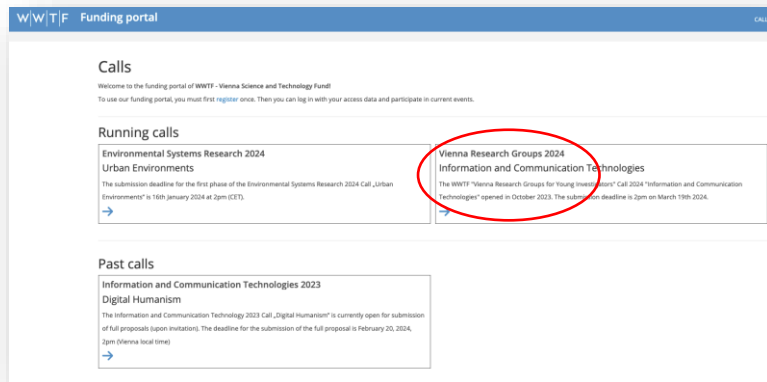 W|W|T|F Funding portal
CALL
Calls
Welcome to the funding portal of WWTF - Vienna Science and Technology Fund!
To use our funding portal, you must first register once. Then you can log in with your access data and participate in current events.
Running calls
Environmental Systems Research 2024
Urban Environments
The submission deadline for the first phase of the Environmental Systems Research 2024 Call „Urban
Environments" is 16th January 2024 at 2pm (CET).
Vienna Research Groups 2024
Information and Communication Technologies
The WWTF "Vienna Research Groups for Young Investigators" Call 2024 "Information and Communication
Technologies" opened in October 2023. The submission deadline is 2pm on March 19th 2024.
Past calls
Information and Communication Technologies 2023
Digital Humanism
The Information and Communication Technology 2023 Call „Digital Humanism" is currently open for submission
of full proposals (upon invitation). The deadline for the submission of the full proposal is February 20, 2024,
2pm (Vienna local time)